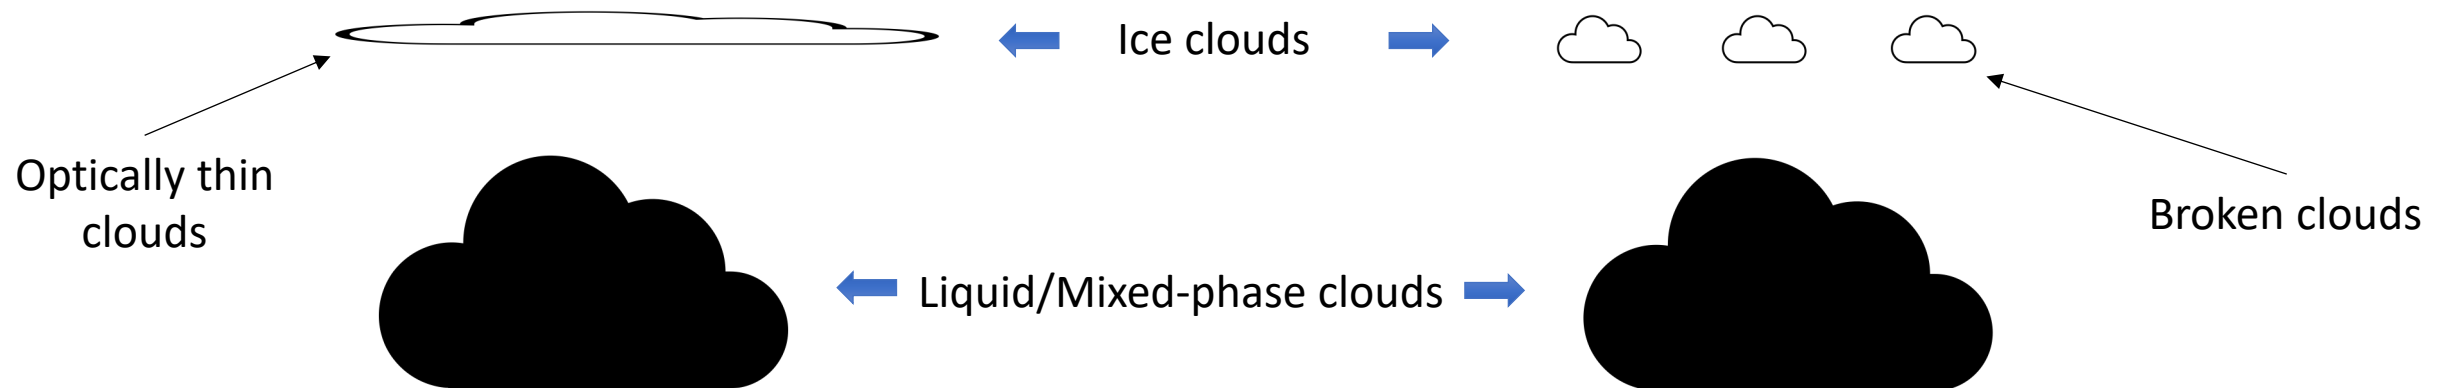 Ice clouds
Optically thin
clouds
Broken clouds
Liquid/Mixed-phase clouds